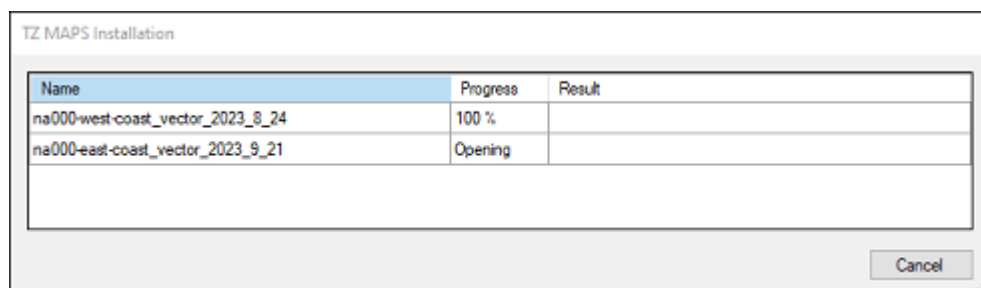 TZ MAPS Installation
Name Progress Result
na000-west-coast_vector_2023_8_24 100 %
na000-east-coast_vector_2023_9_21 Opening
Cancel